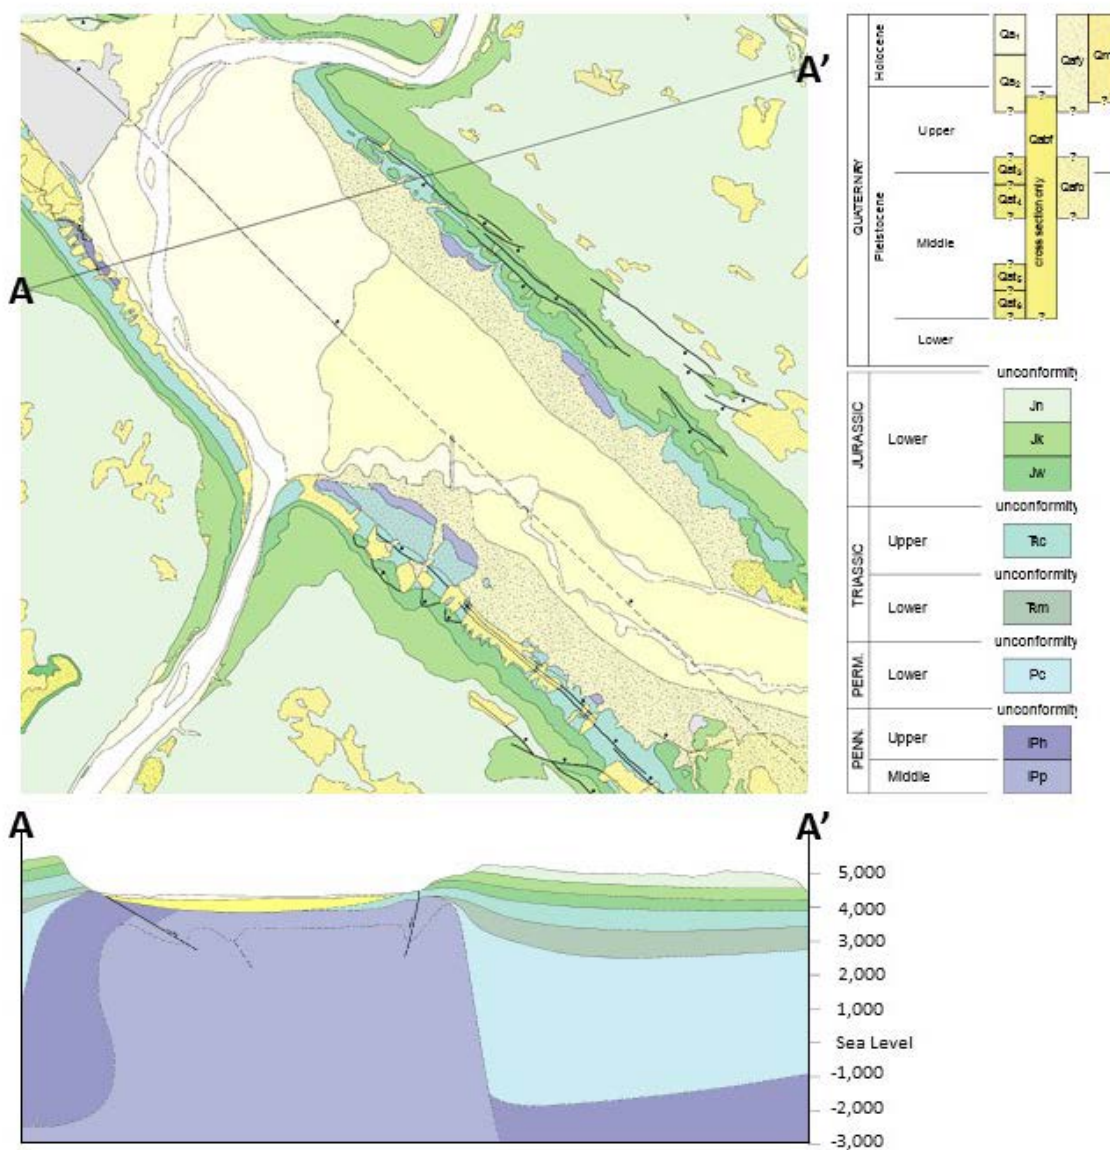 A
A'
Holocene
QUATERNARY
Pleistocene
Upper
Middle
Lower
Qa₁
Qa₂
?
Qafy
?
Qm
?
?
Qabf
cross section only
?
?
Qat₃
?
Qat₄
?
?
Qafo
?
?
Qat₅
?
Qat₆
?
unconformity
JURASSIC
Lower
Jn
Jk
Jw
unconformity
TRIASSIC
Upper
TRc
unconformity
Lower
TRm
unconformity
PERM.
Lower
Pc
unconformity
PENN.
Upper
IPh
Middle
IPp
A
A'
5,000
4,000
3,000
2,000
1,000
Sea Level
-1,000
-2,000
-3,000